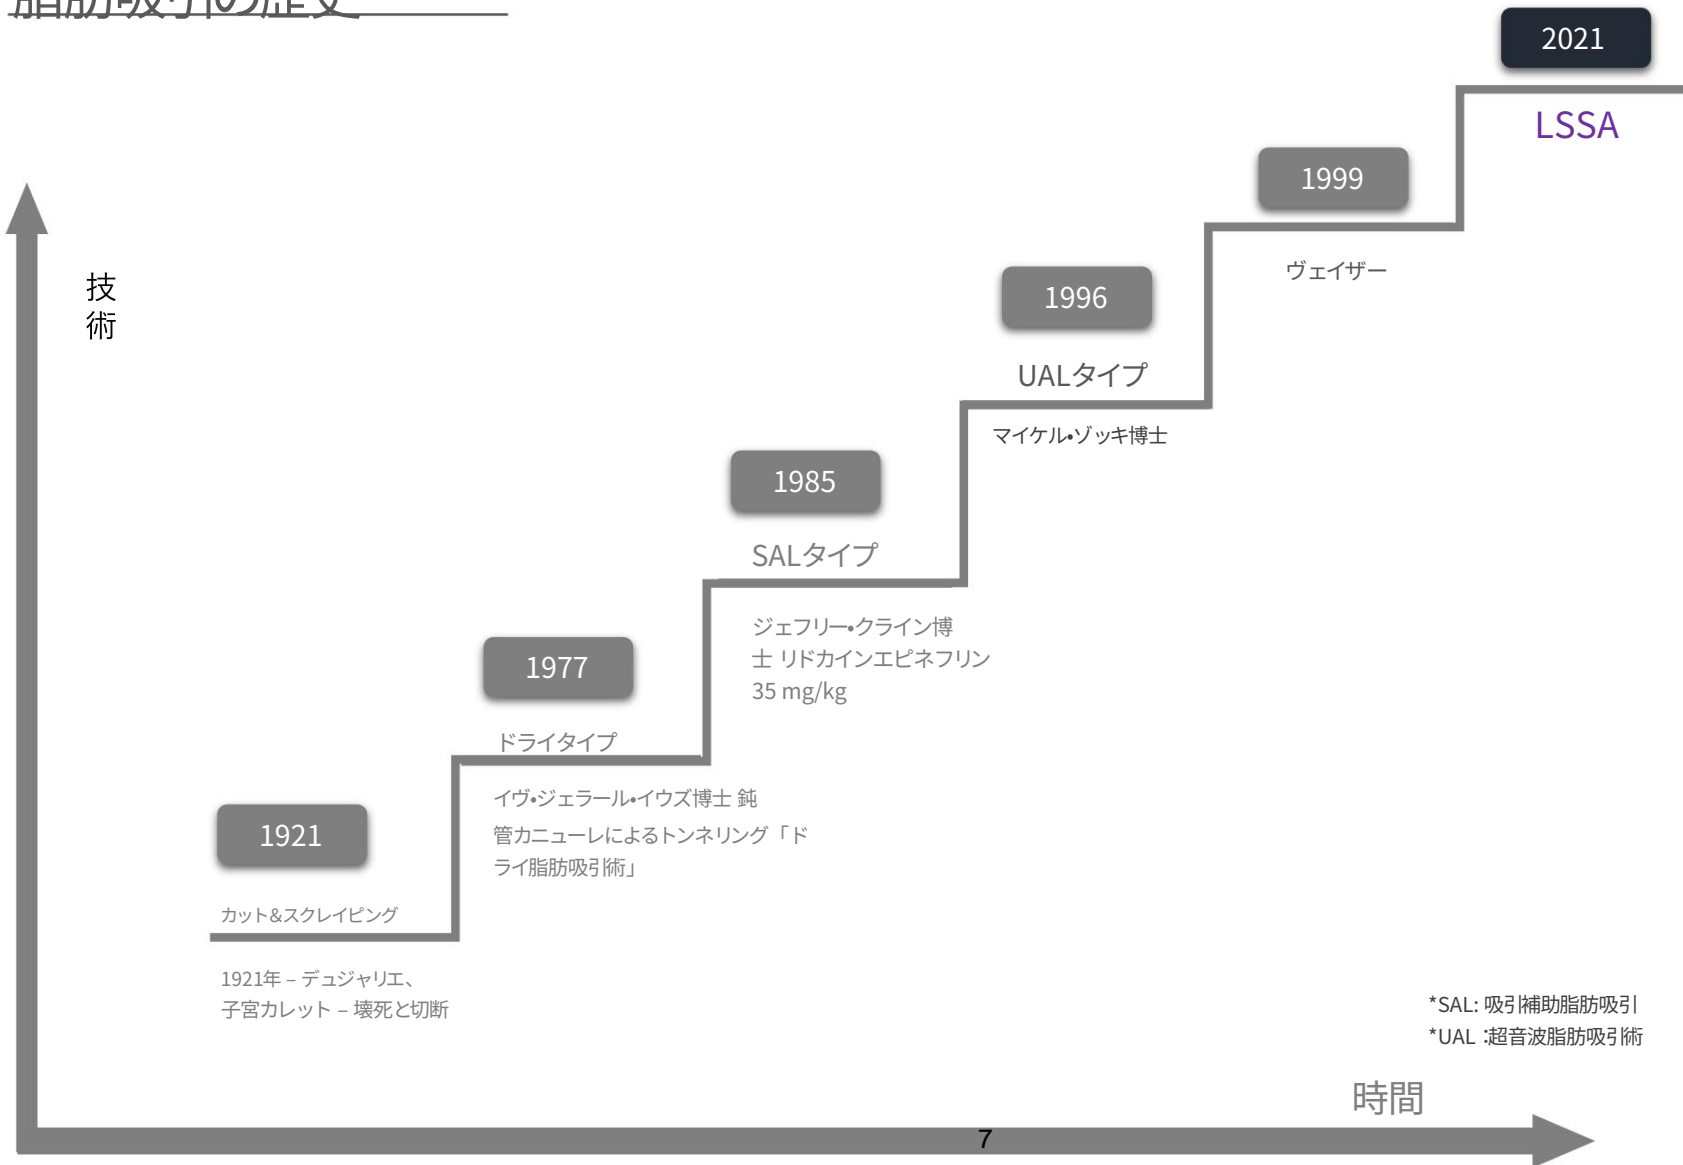 脂肪吸引の歴史
2021
LSSA
1999
ヴェイザー
技
術
1996
UALタイプ
マイケル•ゾッキ博士
1985
SALタイプ
ジェフリー•クライン博
士 リドカインエピネフリン
35 mg/kg
1977
ドライタイプ
イヴ•ジェラール•イウズ博士 鈍
管カニューレによるトンネリング「ド
ライ脂肪吸引術」
1921
カット&スクレイピング
1921年 – デュジャリエ、
子宮カレット – 壊死と切断
*SAL: 吸引補助脂肪吸引
*UAL :超音波脂肪吸引術
時間
7